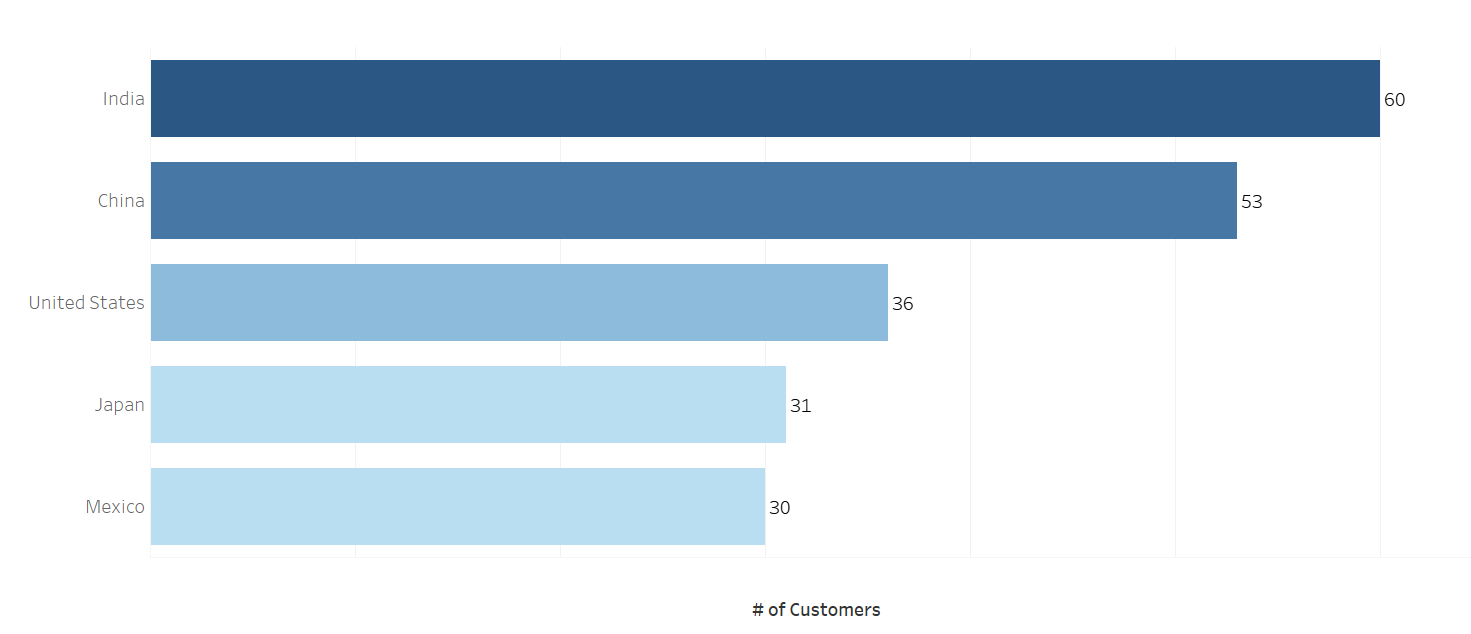 India 60
China 53
United States 36
Japan 31
Mexico 30
# of Customers